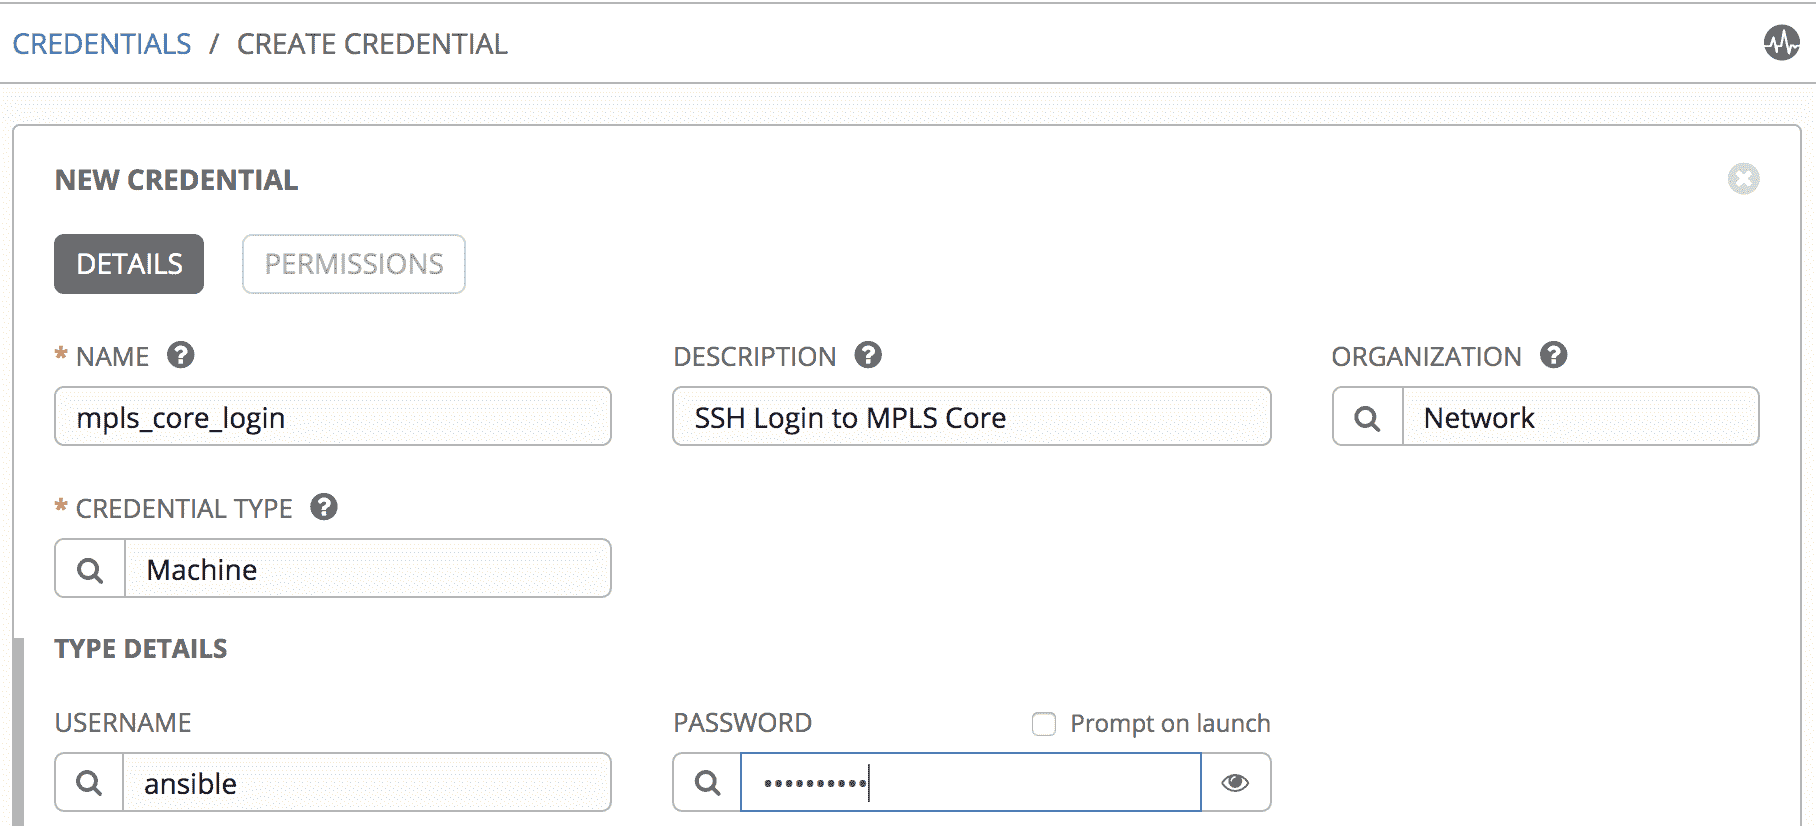 CREDENTIALS / CREATE CREDENTIAL
NEW CREDENTIAL
DETAILS PERMISSIONS
* NAME ? DESCRIPTION ? ORGANIZATION ?
mpls_core_login SSH Login to MPLS Core Network
* CREDENTIAL TYPE ?
Machine
TYPE DETAILS
USERNAME PASSWORD Prompt on launch
ansible ••••••••••